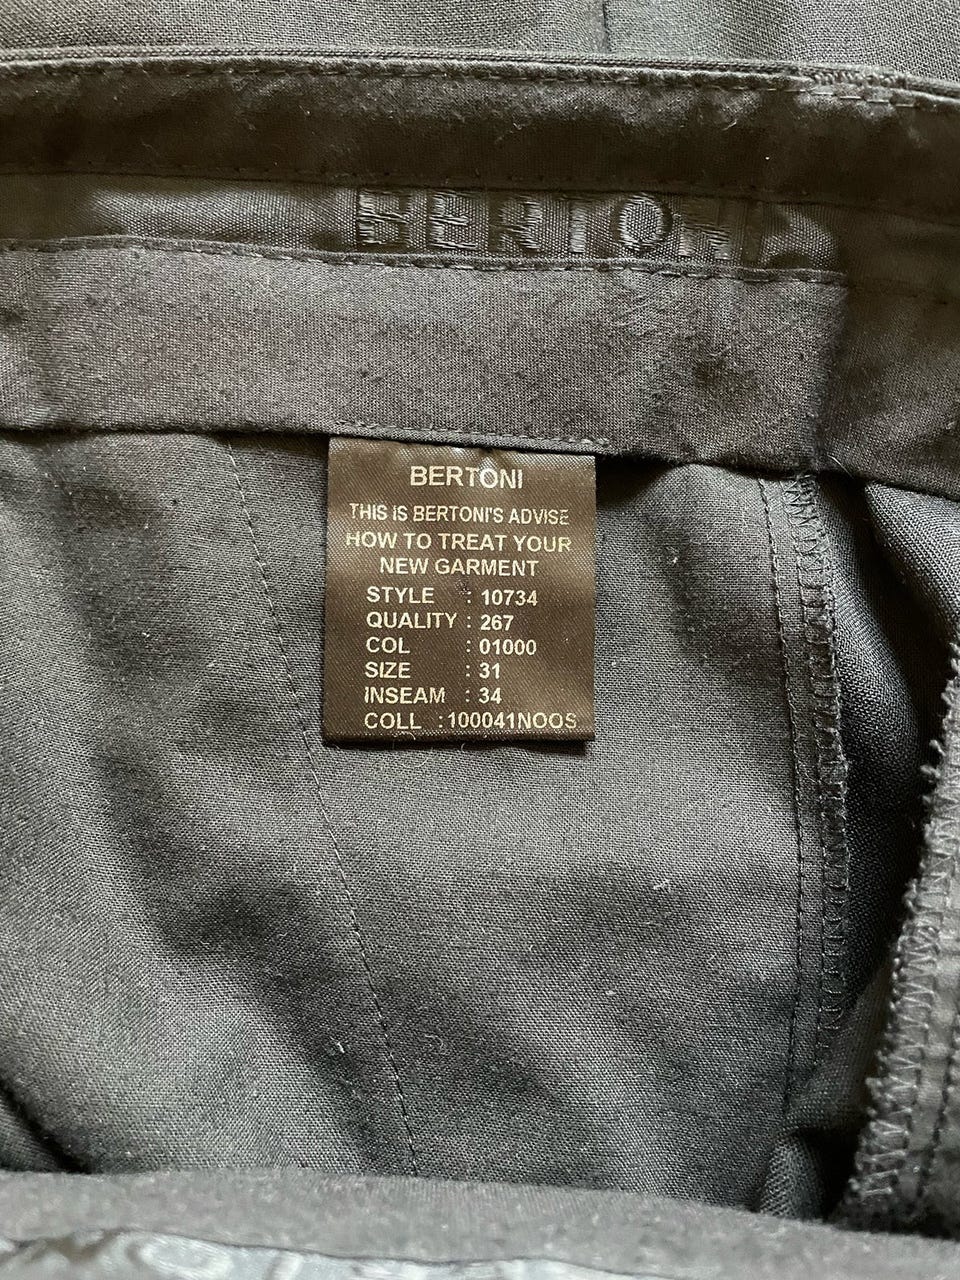 BERTONI
BERTONI
THIS IS BERTONI'S ADVISE
HOW TO TREAT YOUR
NEW GARMENT
STYLE : 10734
QUALITY : 267
COL : 01000
SIZE : 31
INSEAM : 34
COLL : 100041NOOS